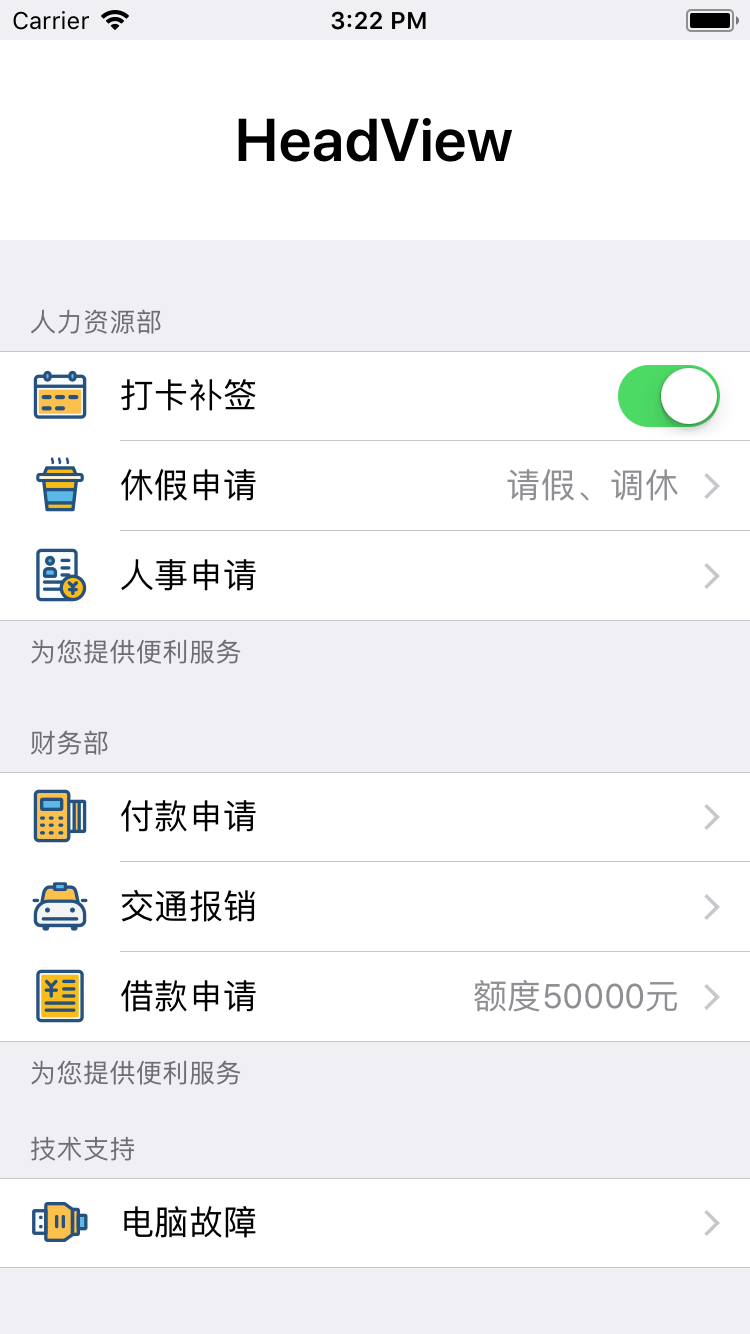 Carrier 3:22 PM
HeadView
人力资源部
打卡补签
休假申请 请假、调休
人事申请
为您提供便利服务
财务部
付款申请
交通报销
借款申请 额度50000元
为您提供便利服务
技术支持
电脑故障